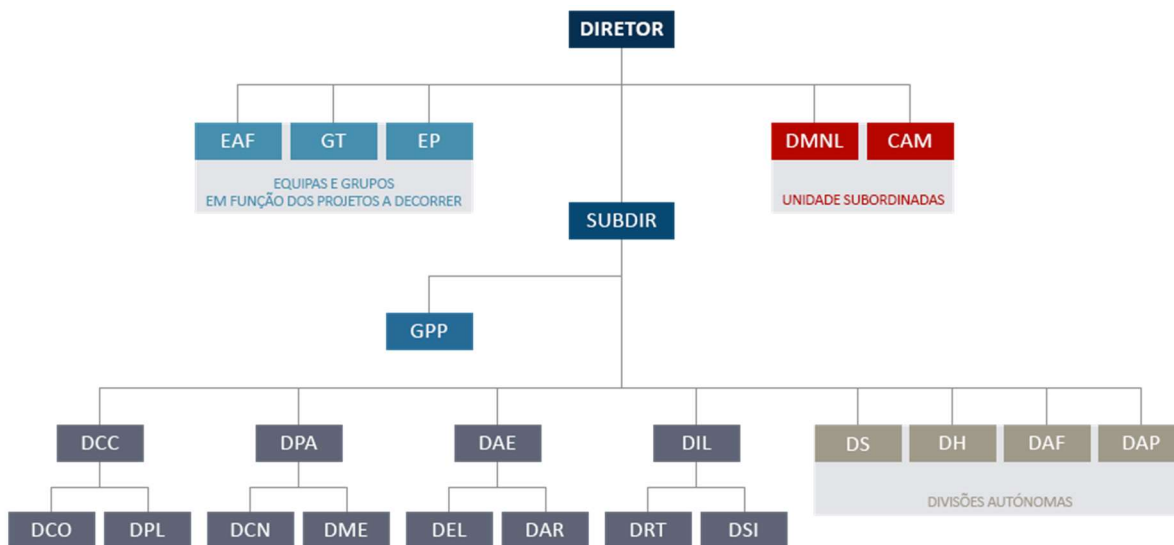 DIRETOR
EAF GT EP
EQUIPAS E GRUPOS
EM FUNÇÃO DOS PROJETOS A DECORRER
DMNL CAM
UNIDADE SUBORDINADAS
SUBDIR
GPP
DCC DPA DAE DIL DS DH DAF DAP
DIVISÕES AUTÓNOMAS
DCO DPL DCN DME DEL DAR DRT DSI